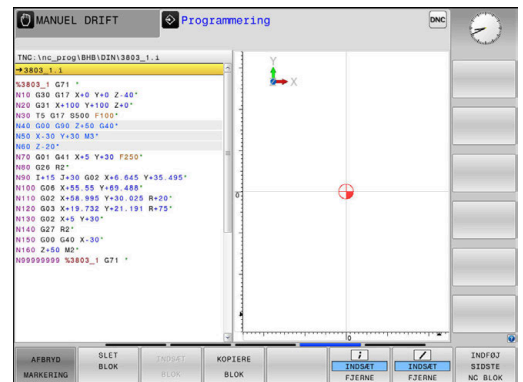 MANUEL DRIFT
Programmering
DNC
TNC:\nc_prog\BHB\DIN\3803_1.i
→3803_1.i
%3803_1 G71 *
N10 G30 G17 X+0 Y+0 Z-40*
N20 G31 X+100 Y+100 Z+0*
N30 T5 G17 S500 F100*
N40 G00 G90 Z+50 G40*
N50 X-30 Y+30 M3*
N60 Z-20*
N70 G01 G41 X+5 Y+30 F250*
N80 G26 R2*
N90 I+15 J+30 G02 X+6.645 Y+35.495*
N100 G06 X+55.55 Y+69.488*
N110 G02 X+58.995 Y+30.025 R+20*
N120 G03 X+19.732 Y+21.191 R+75*
N130 G02 X+5 Y+30*
N140 G27 R2*
N150 G00 G40 X-30*
N160 Z+50 M2*
N99999999 %3803_1 G71 *
Y
X
0
0
AFBRYD
MARKERING
SLET
BLOK
INDSÆT
BLOK
KOPIERE
BLOK
INDSÆT
FJERNE
INDSÆT
FJERNE
INDFØJ
SIDSTE
NC BLOK